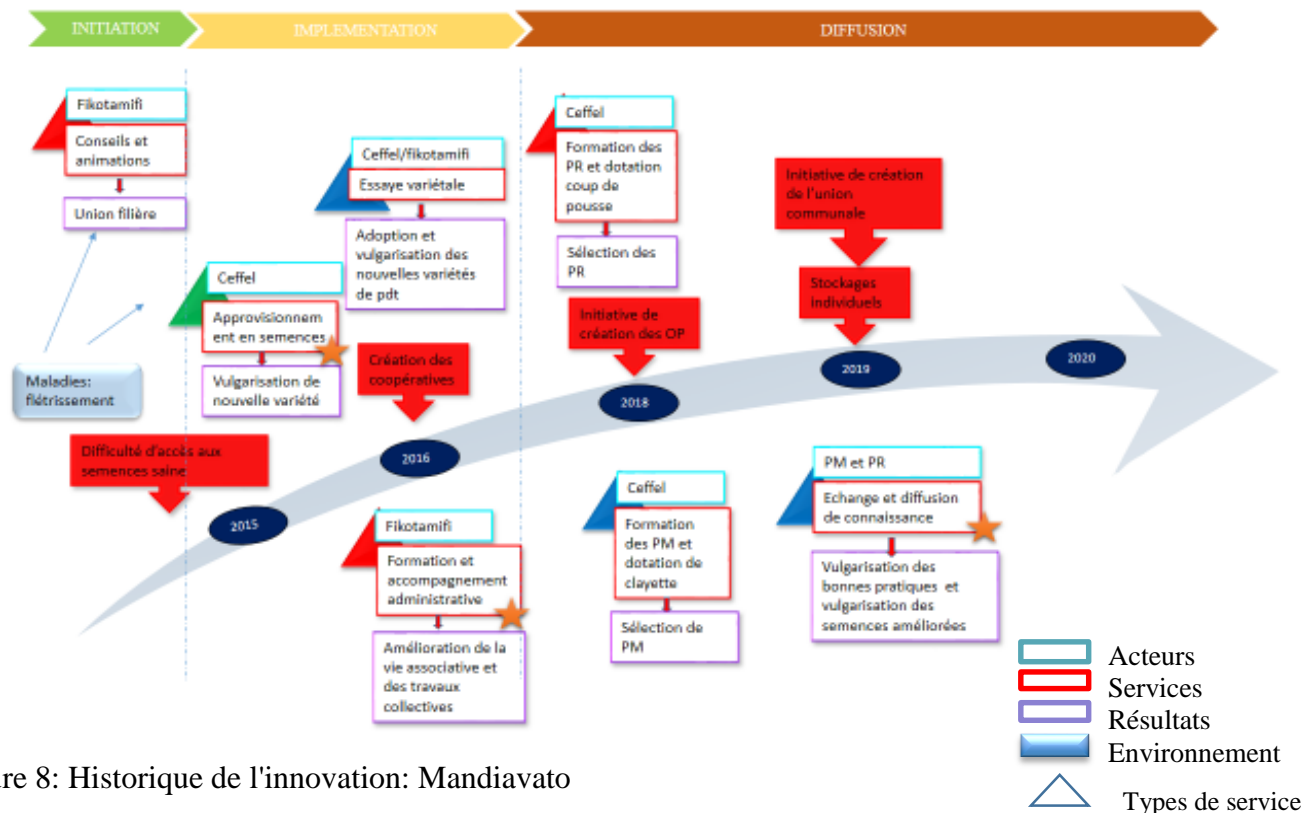 INITIATION
IMPLEMENTATION
DIFFUSION
Fikotamifi
Conseils et
animations
Union filière
Ceffel/fikotamifi
Essaye variétale
Adoption et
vulgarisation des
nouvelles variétés
de pdt
Ceffel
Approvisionnem
ent en semences
Vulgarisation de
nouvelle variété
Maladies:
flétrissement
Difficulté d'accès aux
semences saine
Création des
coopératives
Ceffel
Formation des
PR et dotation
coup de
pousse
Sélection des
PR
Initiative de
création des OP
Initiative de création
de l'union
communale
Stockages
individuels
2015
2016
2018
2019
2020
Fikotamifi
Formation et
accompagnement
administrative
Amélioration de la
vie associative et
des travaux
collectives
Ceffel
Formation
des PM et
dotation de
clayette
Sélection de
PM
PM et PR
Echange et diffusion
de connaissance
Vulgarisation des
bonnes pratiques et
vulgarisation des
semences améliorées
Acteurs
Services
Résultats
Environnement
Types de service
re 8: Historique de l'innovation: Mandiavato